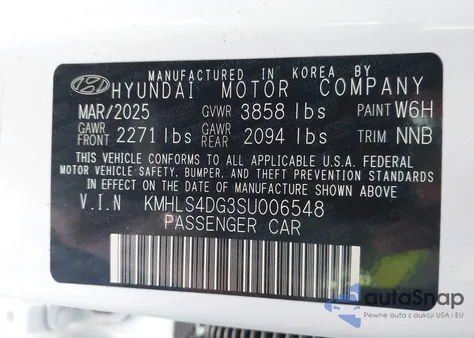 MANUFACTURED IN KOREA BY
HYUNDAI MOTOR COMPANY
MAR/2025 GVWR 3858 lbs PAINT W6H
GAWR FRONT 2271 lbs GAWR REAR 2094 lbs TRIM NNB
THIS VEHICLE CONFORMS TO ALL APPLICABLE U.S.A. FEDERAL
MOTOR VEHICLE SAFETY, BUMPER, AND THEFT PREVENTION
STANDARDS IN EFFECT ON THE DATE OF MANUFACTURE SHOWN ABOVE
V.I.N KMHLS4DG3SU006548
PASSENGER CAR
autoSnap
Pewne auta z dostawą z USA i EU